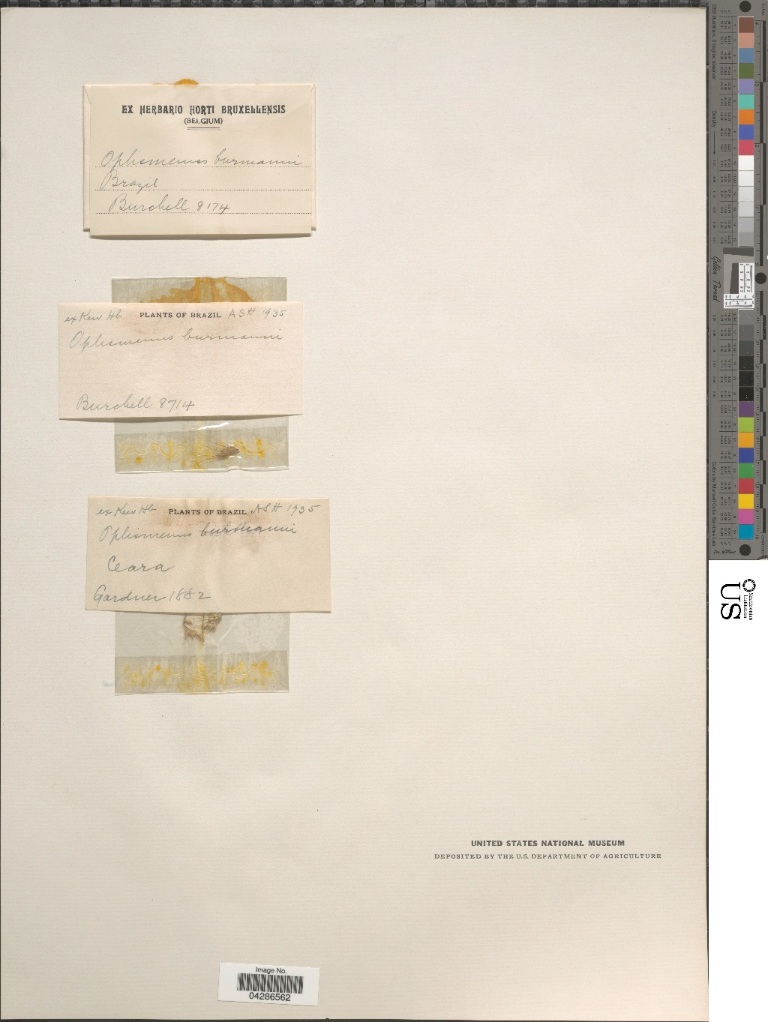 EX HERBARIO HORTI BRUXELLENSIS
(BELGIUM)
Oplismenus burmanni
Brazil
Burchell 8174
ex Kew Hb PLANTS OF BRAZIL ASH 1935
Oplismenus burmanni
Burchell 8714
ex Kew Hb PLANTS OF BRAZIL ASH 1935
Oplismenus burmanni
Ceara
Gardner 1882
UNITED STATES NATIONAL MUSEUM
DEPOSITED BY THE U.S. DEPARTMENT OF AGRICULTURE
Image No.
04286562
US